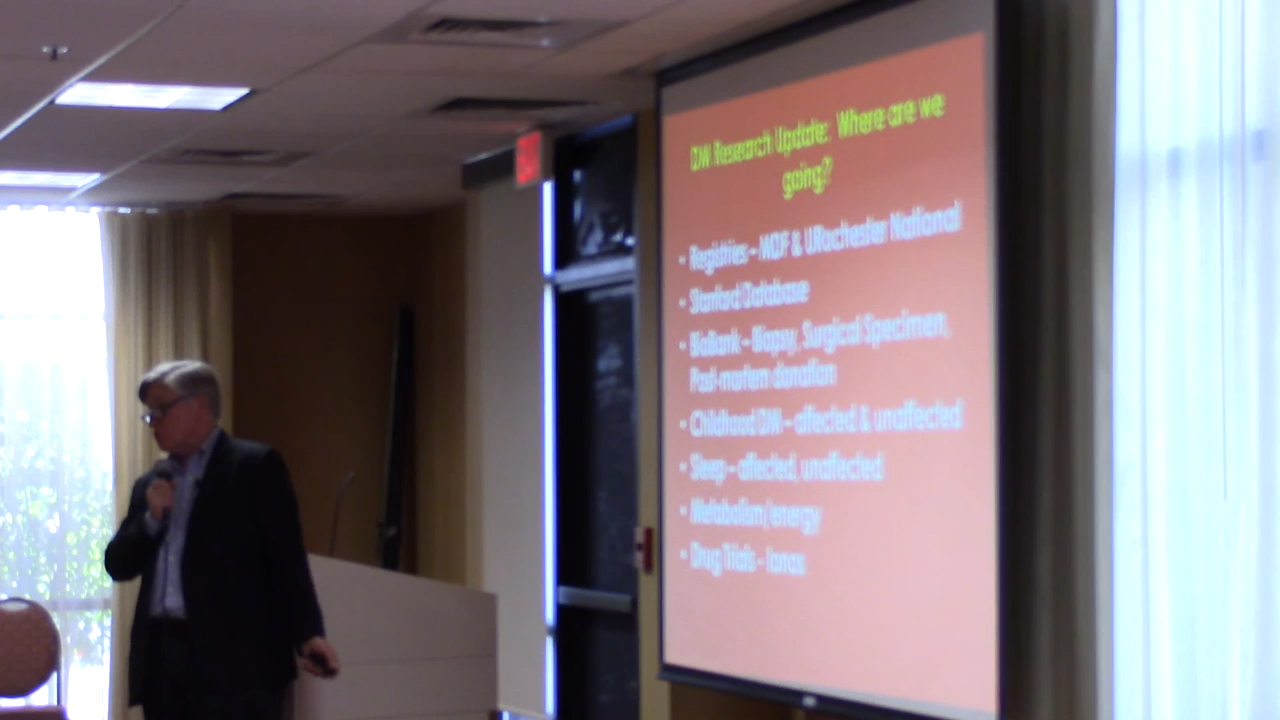 DM Research Update: Where are we
going?
• Registries – MDF & URochester National
• Stanford Database
• BioBank – Biopsy, Surgical Specimen,
Post-mortem donation
• Childhood DM – affected & unaffected
• Sleep – affected, unaffected
• Metabolism/energy
• Drug Trials -